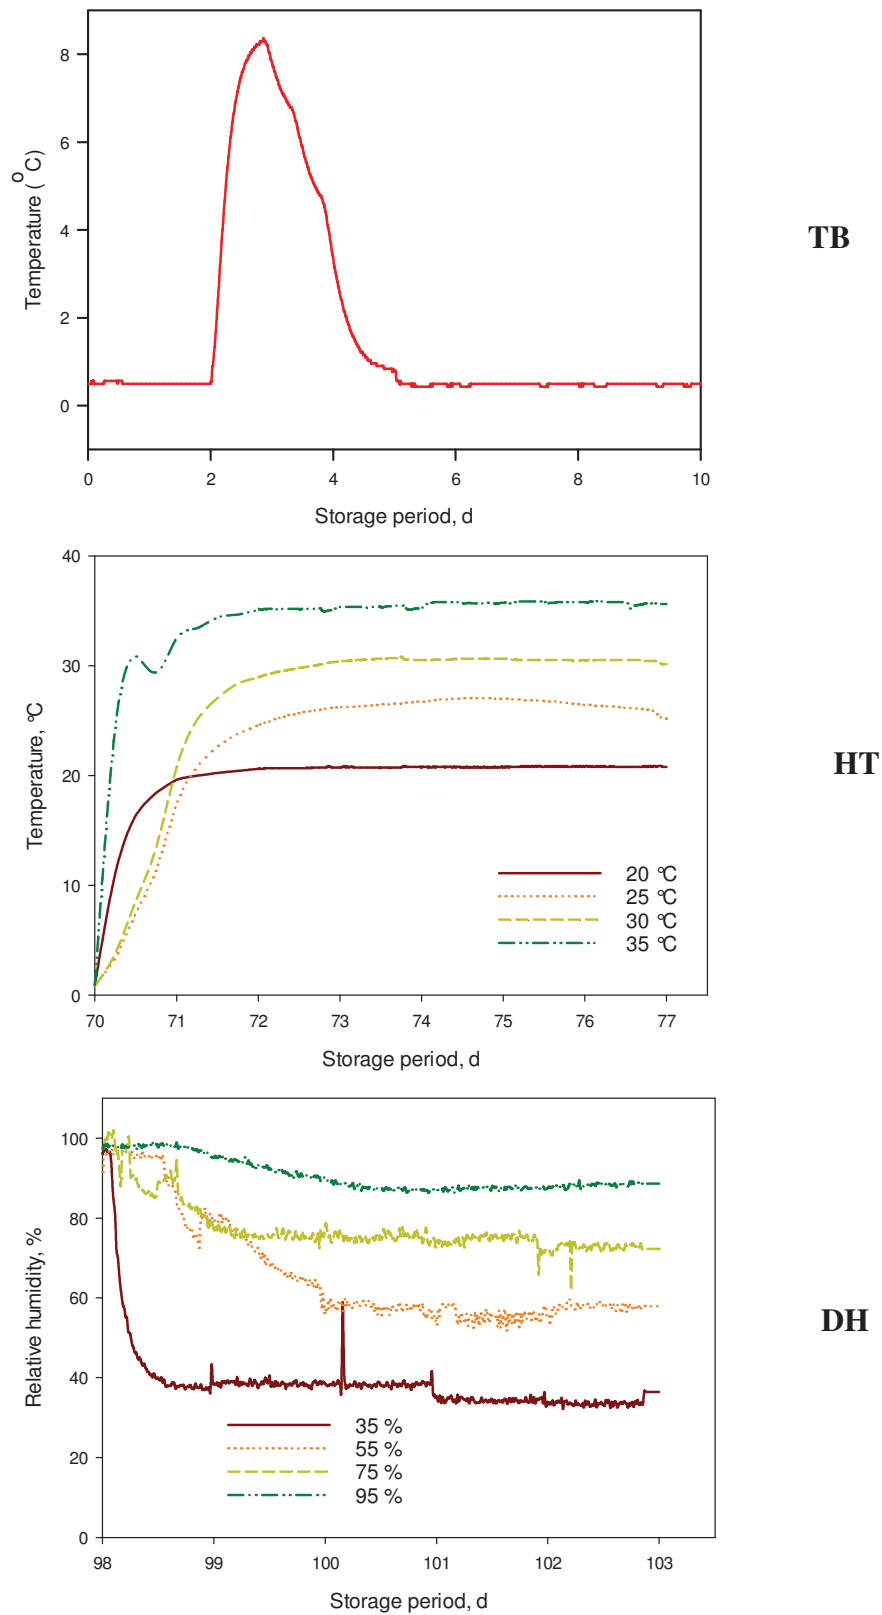 8
6
4
2
0
Temperature (°C)
0 2 4 6 8 10
Storage period, d
TB
40
30
20
10
0
Temperature, °C
20 °C
25 °C
30 °C
35 °C
70 71 72 73 74 75 76 77
Storage period, d
HT
100
80
60
40
20
0
Relative humidity, %
35 %
55 %
75 %
95 %
98 99 100 101 102 103
Storage period, d
DH